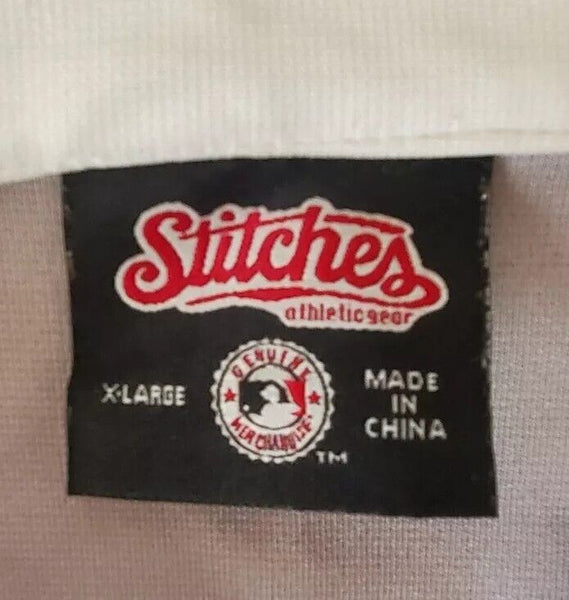 Stitches
athletic gear
X-LARGE
GENUINE
MERCHANDISE
MADE
IN
CHINA
TM